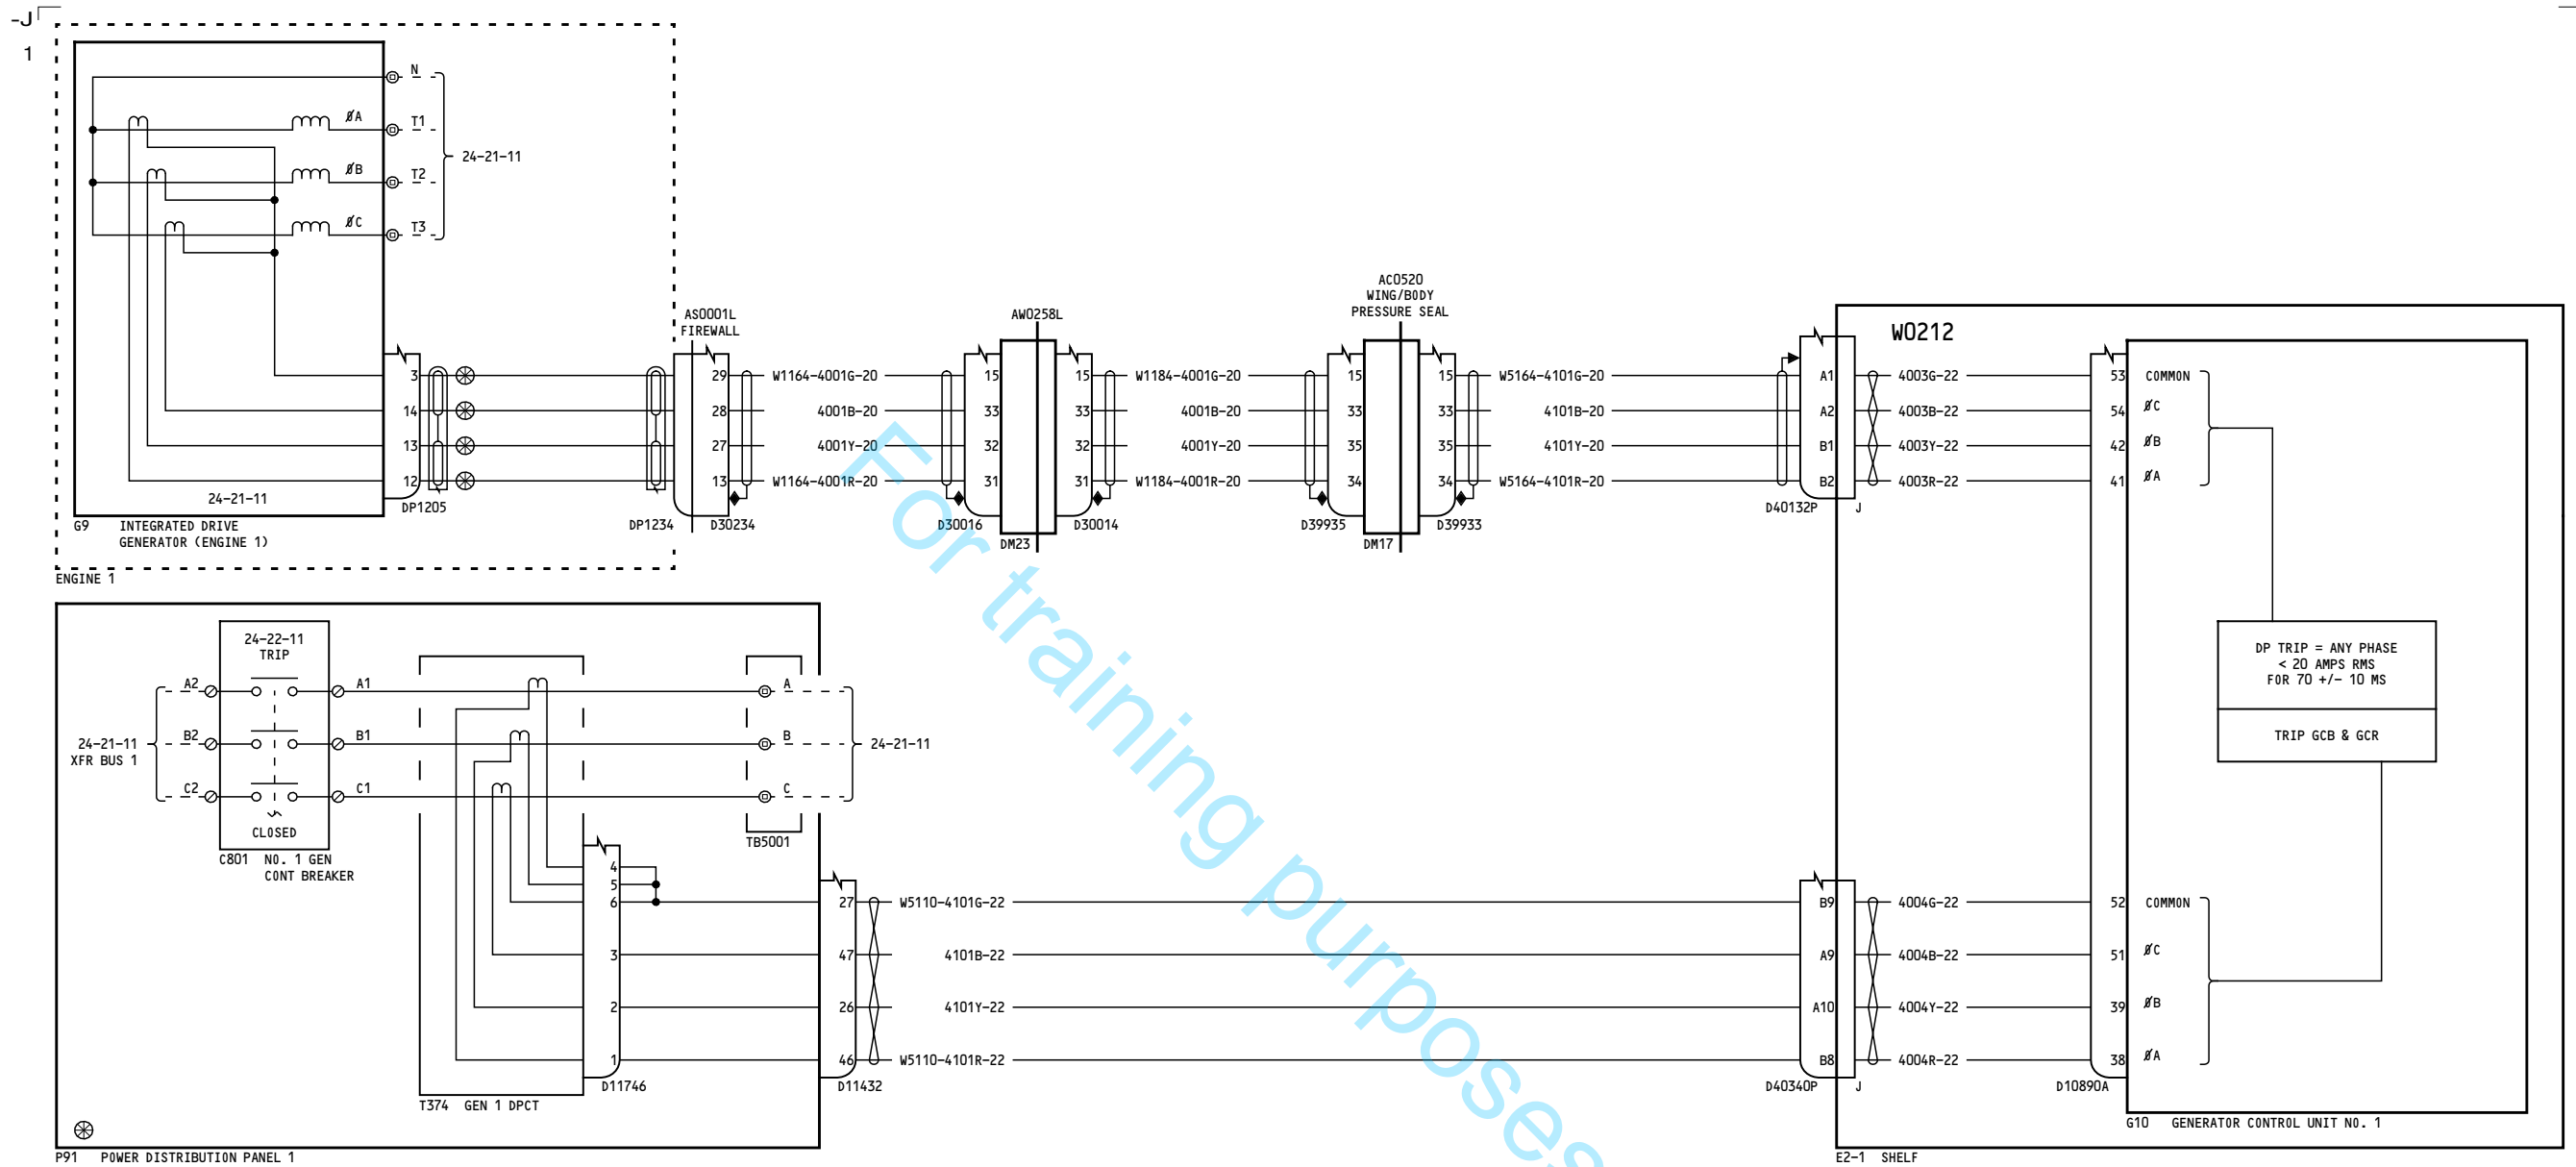 -J
1
N
ØA
T1
ØB
T2
ØC
T3
24-21-11
3
14
13
12
24-21-11
DP1205
G9 INTEGRATED DRIVE
GENERATOR (ENGINE 1)
ENGINE 1
AS0001L
FIREWALL
29
28
27
13
DP1234
D30234
W1164-4001G-20
4001B-20
4001Y-20
W1164-4001R-20
AW0258L
15
33
32
31
15
33
32
31
D30016
D30014
DM23
W1184-4001G-20
4001B-20
4001Y-20
W1184-4001R-20
AC0520
WING/BODY
PRESSURE SEAL
15
33
35
34
15
33
35
34
D39935
D39933
DM17
W5164-4101G-20
4101B-20
4101Y-20
W5164-4101R-20
A1
A2
B1
B2
D40132P
J
W0212
4003G-22
4003B-22
4003Y-22
4003R-22
53
54
42
41
COMMON
ØC
ØB
ØA
DP TRIP = ANY PHASE
< 20 AMPS RMS
FOR 70 +/- 10 MS
TRIP GCB & GCR
24-22-11
TRIP
A2
A1
B2
B1
C2
C1
24-21-11
XFR BUS 1
CLOSED
C801 NO. 1 GEN
CONT BREAKER
A
B
C
24-21-11
TB5001
4
5
6
3
2
1
D11746
T374 GEN 1 DPCT
27
47
26
46
D11432
W5110-4101G-22
4101B-22
4101Y-22
W5110-4101R-22
B9
A9
A10
B8
D40340P
J
4004G-22
4004B-22
4004Y-22
4004R-22
52
51
39
38
COMMON
ØC
ØB
ØA
D10890A
G10 GENERATOR CONTROL UNIT NO. 1
P91 POWER DISTRIBUTION PANEL 1
E2-1 SHELF
For training purposes